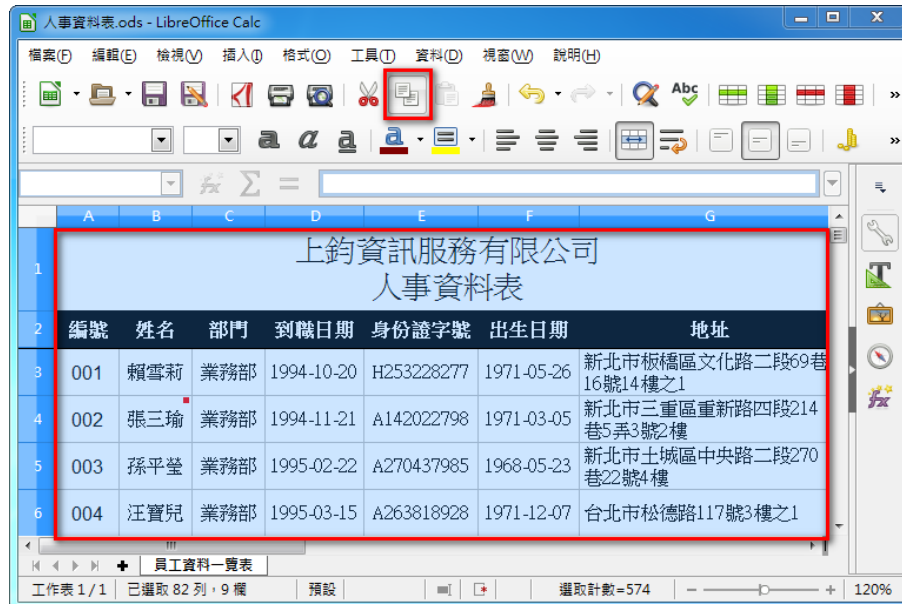 人事資料表.ods - LibreOffice Calc
檔案(F) 編輯(E) 檢視(V) 插入(I) 格式(O) 工具(T) 資料(D) 視窗(W) 說明(H)
Abc »
a a a a »
fx Σ =
A B C D E F G
1 上鈞資訊服務有限公司
人事資料表
2 編號 姓名 部門 到職日期 身份證字號 出生日期 地址
3 001 賴雪莉 業務部 1994-10-20 H253228277 1971-05-26 新北市板橋區文化路二段69巷
16號14樓之1
4 002 張三瑜 業務部 1994-11-21 A142022798 1971-03-05 新北市三重區重新路四段214
巷5弄3號2樓
5 003 孫平瑩 業務部 1995-02-22 A270437985 1968-05-23 新北市土城區中央路二段270
巷22號4樓
6 004 汪寶兒 業務部 1995-03-15 A263818928 1971-12-07 台北市松德路117號3樓之1
員工資料一覽表
工作表 1 / 1 已選取 82 列，9 欄 預設 選取計數=574 120%